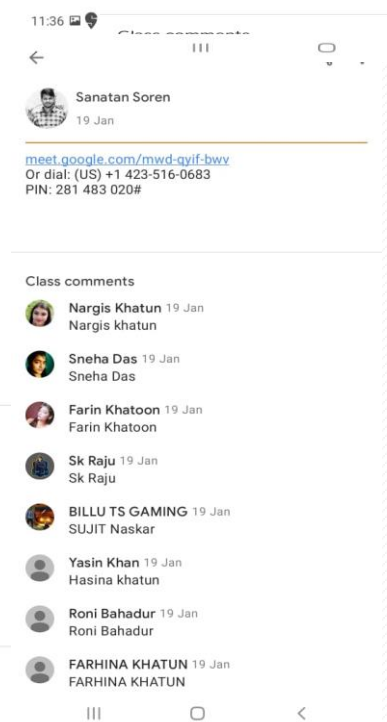 11:36
Class comments
Sanatan Soren
19 Jan
meet.google.com/mwd-qyif-bwv
Or dial: (US) +1 423-516-0683
PIN: 281 483 020#
Class comments
Nargis Khatun 19 Jan
Nargis khatun
Sneha Das 19 Jan
Sneha Das
Farin Khatoon 19 Jan
Farin Khatoon
Sk Raju 19 Jan
Sk Raju
BILLU TS GAMING 19 Jan
SUJIT Naskar
Yasin Khan 19 Jan
Hasina khatun
Roni Bahadur 19 Jan
Roni Bahadur
FARHINA KHATUN 19 Jan
FARHINA KHATUN